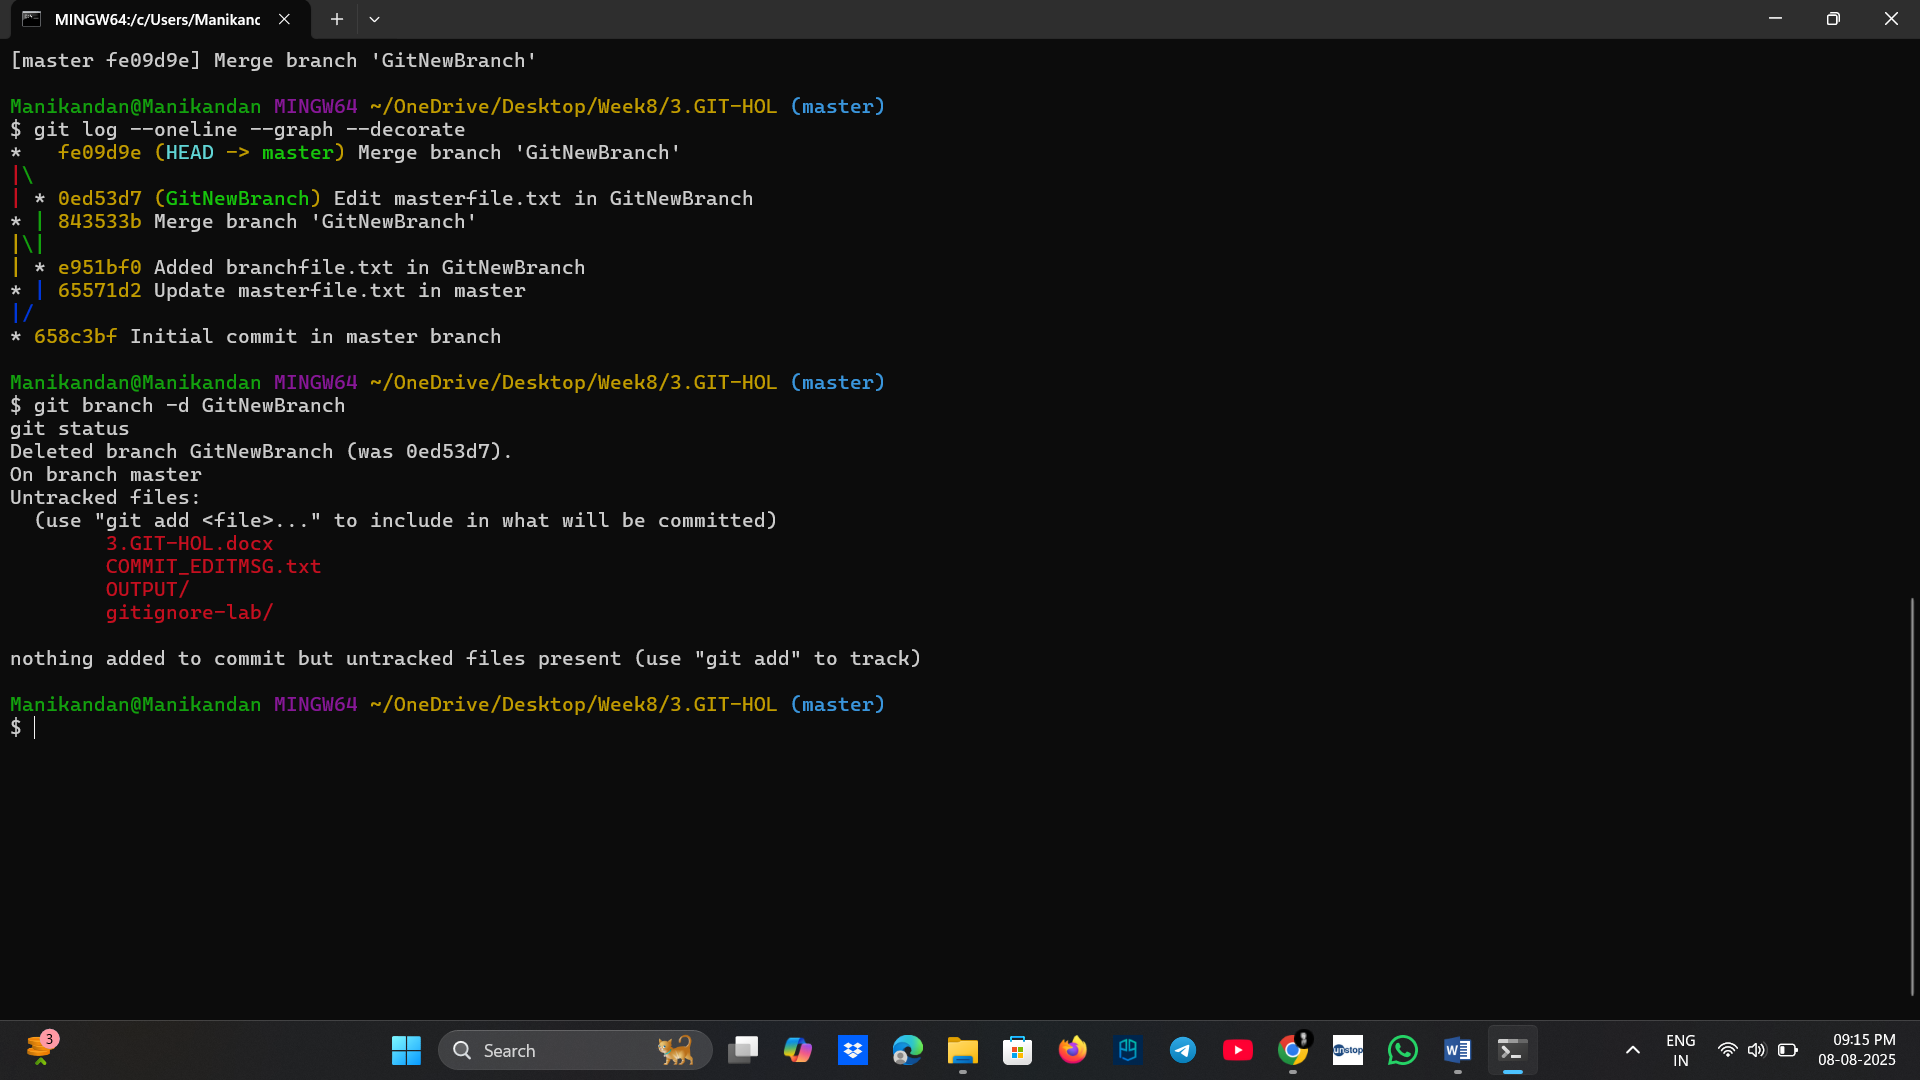 MINGW64:/c/Users/Manikanc
[master fe09d9e] Merge branch 'GitNewBranch'
Manikandan@Manikandan MINGW64 ~/OneDrive/Desktop/Week8/3.GIT-HOL (master)
$ git log --oneline --graph --decorate
*   fe09d9e (HEAD -> master) Merge branch 'GitNewBranch'
|\
| * 0ed53d7 (GitNewBranch) Edit masterfile.txt in GitNewBranch
* | 843533b Merge branch 'GitNewBranch'
|\|
| * e951bf0 Added branchfile.txt in GitNewBranch
* | 65571d2 Update masterfile.txt in master
|/
* 658c3bf Initial commit in master branch
Manikandan@Manikandan MINGW64 ~/OneDrive/Desktop/Week8/3.GIT-HOL (master)
$ git branch -d GitNewBranch
git status
Deleted branch GitNewBranch (was 0ed53d7).
On branch master
Untracked files:
  (use "git add <file>..." to include in what will be committed)
        3.GIT-HOL.docx
        COMMIT_EDITMSG.txt
        OUTPUT/
        gitignore-lab/
nothing added to commit but untracked files present (use "git add" to track)
Manikandan@Manikandan MINGW64 ~/OneDrive/Desktop/Week8/3.GIT-HOL (master)
$
3
Search
unstop
W
ENG
IN
09:15 PM
08-08-2025